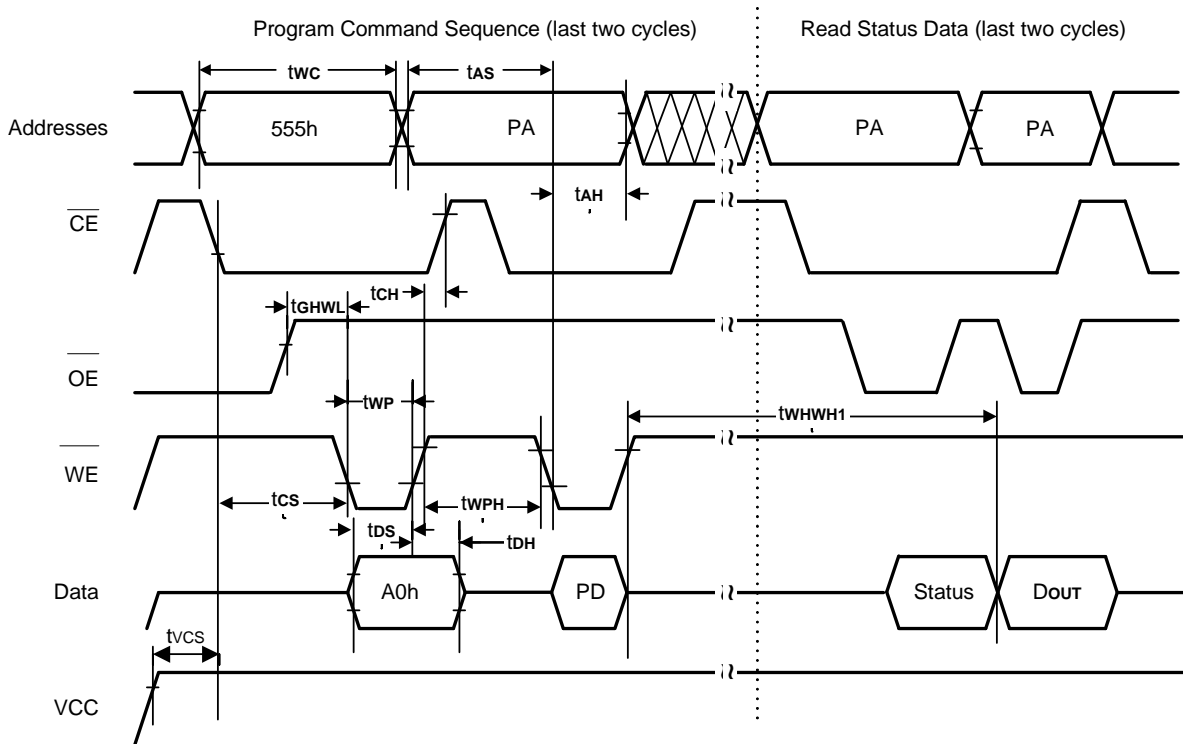 Program Command Sequence (last two cycles)
Read Status Data (last two cycles)
tWC
tAS
Addresses
555h
PA
PA
PA
tAH
CE
tCH
tGHWL
OE
tWP
tWHWH1
WE
tCS
tWPH
tDS
tDH
Data
A0h
PD
Status
DOUT
tVCS
VCC